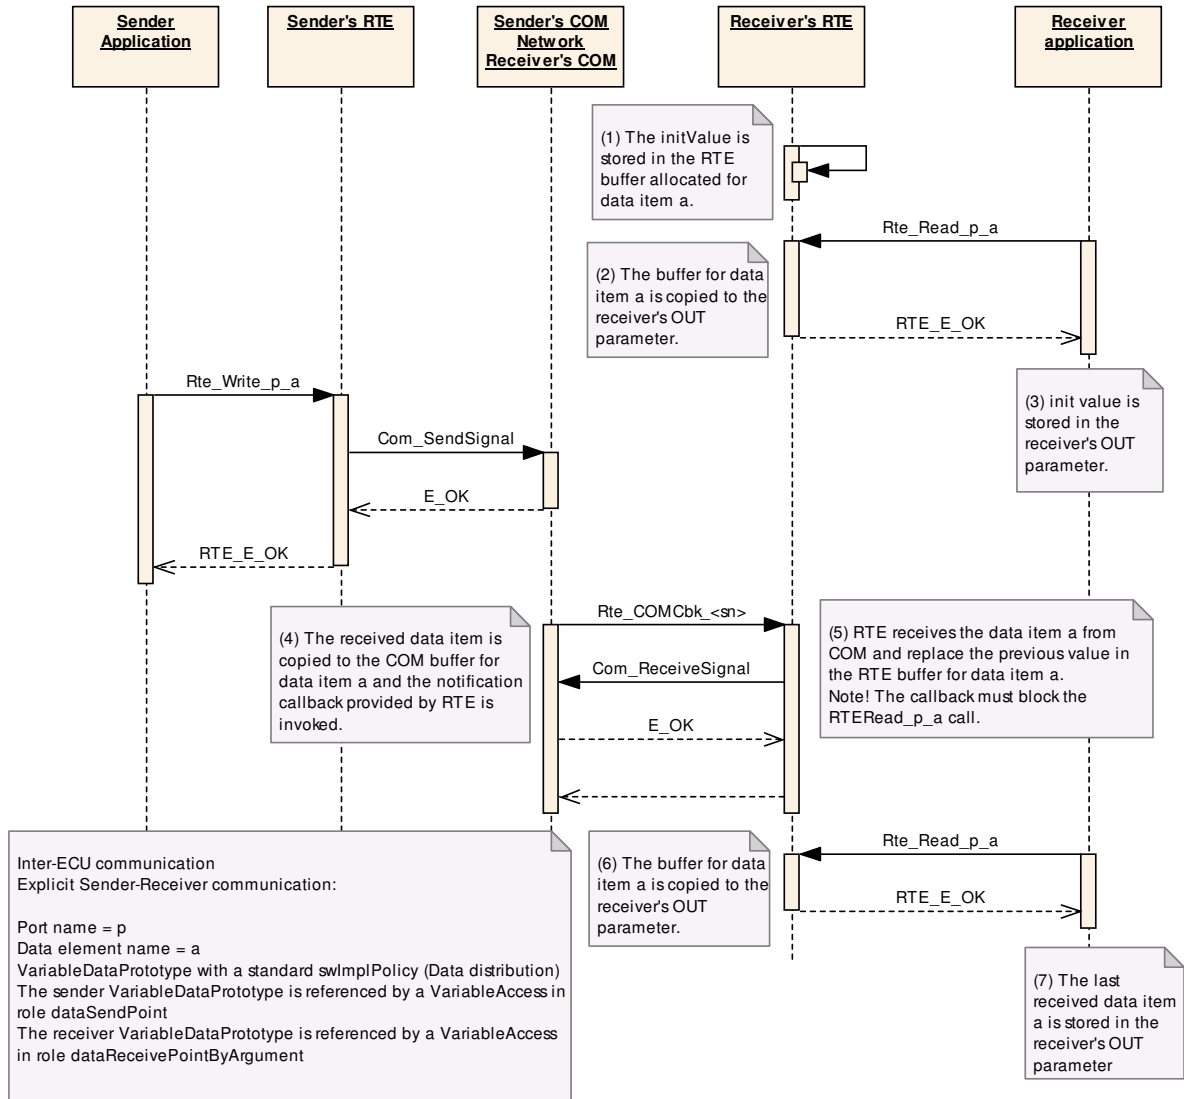 Sender
Application
Sender's RTE
Sender's COM
Network
Receiver's COM
Receiver's RTE
Receiver
application
(1) The initValue is
stored in the RTE
buffer allocated for
data item a.
Rte_Read_p_a
(2) The buffer for data
item a is copied to the
receiver's OUT
parameter.
RTE_E_OK
Rte_Write_p_a
(3) init value is
stored in the
receiver's OUT
parameter.
Com_SendSignal
E_OK
RTE_E_OK
Rte_COMCbk_<sn>
(4) The received data item is
copied to the COM buffer for
data item a and the notification
callback provided by RTE is
invoked.
(5) RTE receives the data item a from
COM and replace the previous value in
the RTE buffer for data item a.
Note! The callback must block the
RTERead_p_a call.
Com_ReceiveSignal
E_OK
Rte_Read_p_a
(6) The buffer for data
item a is copied to the
receiver's OUT
parameter.
RTE_E_OK
Inter-ECU communication
Explicit Sender-Receiver communication:
Port name = p
Data element name = a
VariableDataPrototype with a standard swImplPolicy (Data distribution)
The sender VariableDataPrototype is referenced by a VariableAccess in
role dataSendPoint
The receiver VariableDataPrototype is referenced by a VariableAccess
in role dataReceivePointByArgument
(7) The last
received data item
a is stored in the
receiver's OUT
parameter